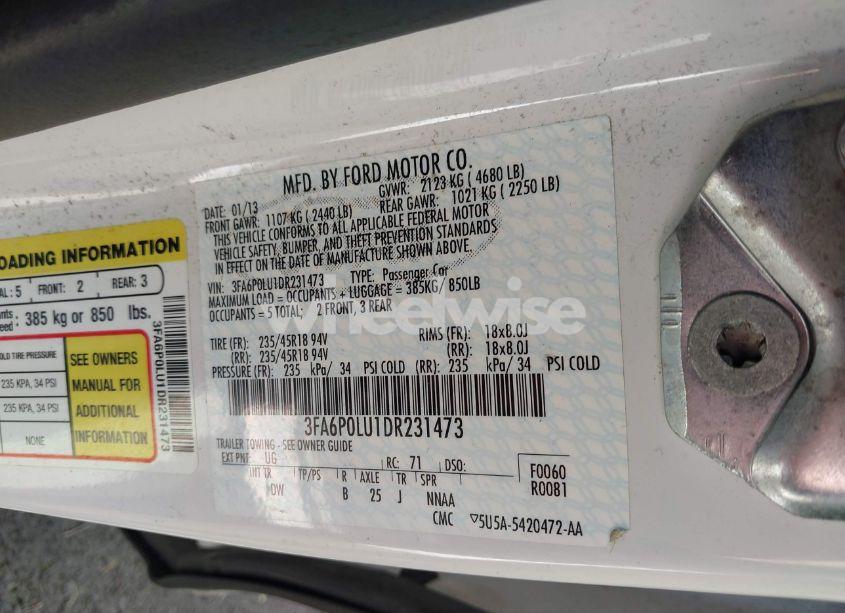 MFD. BY FORD MOTOR CO.
DATE: 01/13 GVWR: 2123 KG ( 4680 LB)
FRONT GAWR: 1107 KG ( 2440 LB) REAR GAWR: 1021 KG ( 2250 LB)
THIS VEHICLE CONFORMS TO ALL APPLICABLE FEDERAL MOTOR
VEHICLE SAFETY, BUMPER, AND THEFT PREVENTION STANDARDS
IN EFFECT ON THE DATE OF MANUFACTURE SHOWN ABOVE.
VIN: 3FA6P0LU1DR231473 TYPE: Passenger Car
MAXIMUM LOAD = OCCUPANTS + LUGGAGE = 385KG/ 850LB
OCCUPANTS = 5 TOTAL; 2 FRONT, 3 REAR
TIRE (FR): 235/45R18 94V RIMS (FR): 18x8.0J
(RR): 235/45R18 94V (RR): 18x8.0J
PRESSURE (FR): 235 kPa/ 34 PSI COLD (RR): 235 kPa/ 34 PSI COLD
3FA6P0LU1DR231473
TRAILER TOWING - SEE OWNER GUIDE
EXT PNT: UG RC: 71 DSO: F0060
INT TR TP/PS R AXLE TR SPR R0081
DW B 25 J NNAA
CMC ▽5U5A-5420472-AA
OADING INFORMATION
AL: 5 FRONT: 2 REAR: 3
385 kg or 850 lbs.
OLD TIRE PRESSURE
235 KPA, 34 PSI
235 KPA, 34 PSI
NONE
SEE OWNERS
MANUAL FOR
ADDITIONAL
INFORMATION
3FA6P0LU1DR231473
wheelwise